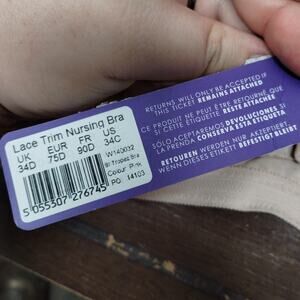 Lace Trim Nursing Bra
UK EUR FR US
34D 75D 90D 34C
W140032
St Tropez Bra
Colour: Pink
PO: 14103
5 055307 276745
RETURNS WILL ONLY BE ACCEPTED IF
THIS TICKET REMAINS ATTACHED
CE PRODUIT NE PEUT ÊTRE RETOURNÉ QUE
SI CETTE ÉTIQUETTE RESTE ATTACHÉE
SÓLO ACEPTAREMOS DEVOLUCIONES SI
LA PRENDA CONSERVA ESTA ETIQUETA
RETOUREN WERDEN NUR AKZEPTIERT,
WENN DIESES ETIKETT BEFESTIGT BLEIBT